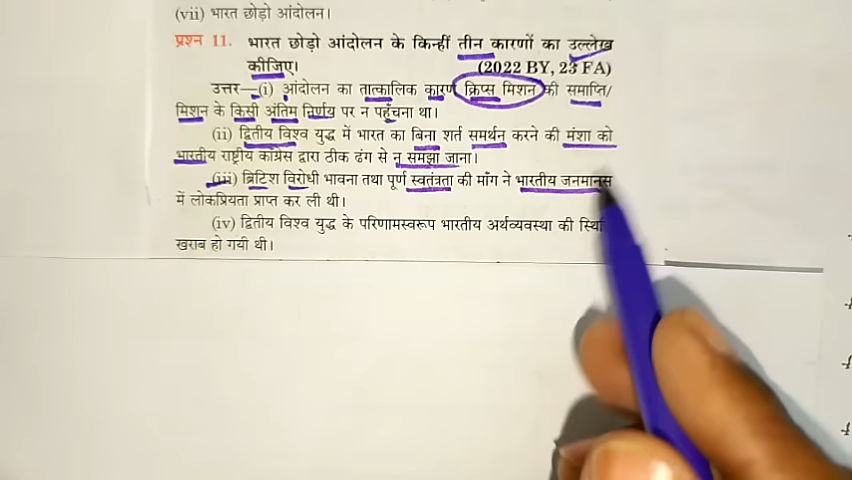 (vii) भारत छोड़ो आंदोलन।
प्रश्न 11. भारत छोड़ो आंदोलन के किन्हीं तीन कारणों का उल्लेख
कीजिए। (2022 BY, 23 FA)
उत्तर—(i) आंदोलन का तात्कालिक कारण क्रिप्स मिशन की समाप्ति/
मिशन के किसी अंतिम निर्णय पर न पहुँचना था।
(ii) द्वितीय विश्व युद्ध में भारत का बिना शर्त समर्थन करने की मंशा को
भारतीय राष्ट्रीय कांग्रेस द्वारा ठीक ढंग से न समझा जाना।
(iii) ब्रिटिश विरोधी भावना तथा पूर्ण स्वतंत्रता की माँग ने भारतीय जनमानस
में लोकप्रियता प्राप्त कर ली थी।
(iv) द्वितीय विश्व युद्ध के परिणामस्वरूप भारतीय अर्थव्यवस्था की
खराब हो गयी थी।